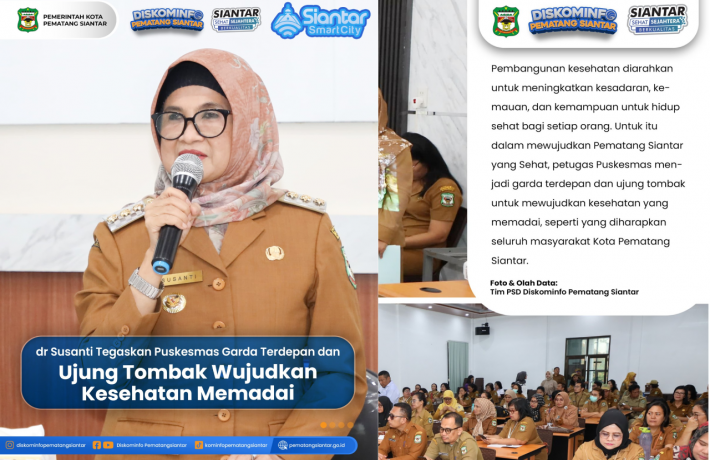 PEMERINTAH KOTA
PEMATANG SIANTAR
DISKOMINFO
PEMATANG SIANTAR
SIANTAR
SEHAT SEJAHTERA
BERKUALITAS
Siantar
SmartCity
SUSANTI
dr Susanti Tegaskan Puskesmas Garda Terdepan dan
Ujung Tombak Wujudkan
Kesehatan Memadai
diskominfopematangsiantar
Diskominfo Pematangsiantar
kominfopematangsiantar
pematangsiantar.go.id
DISKOMINFO
PEMATANG SIANTAR
SIANTAR
SEHAT SEJAHTERA
BERKUALITAS
Pembangunan kesehatan diarahkan
untuk meningkatkan kesadaran, ke-
mauan, dan kemampuan untuk hidup
sehat bagi setiap orang. Untuk itu
dalam mewujudkan Pematang Siantar
yang Sehat, petugas Puskesmas men-
jadi garda terdepan dan ujung tombak
untuk mewujudkan kesehatan yang
memadai, seperti yang diharapkan
seluruh masyarakat Kota Pematang
Siantar.
Foto & Olah Data:
Tim PSD Diskominfo Pematang Siantar